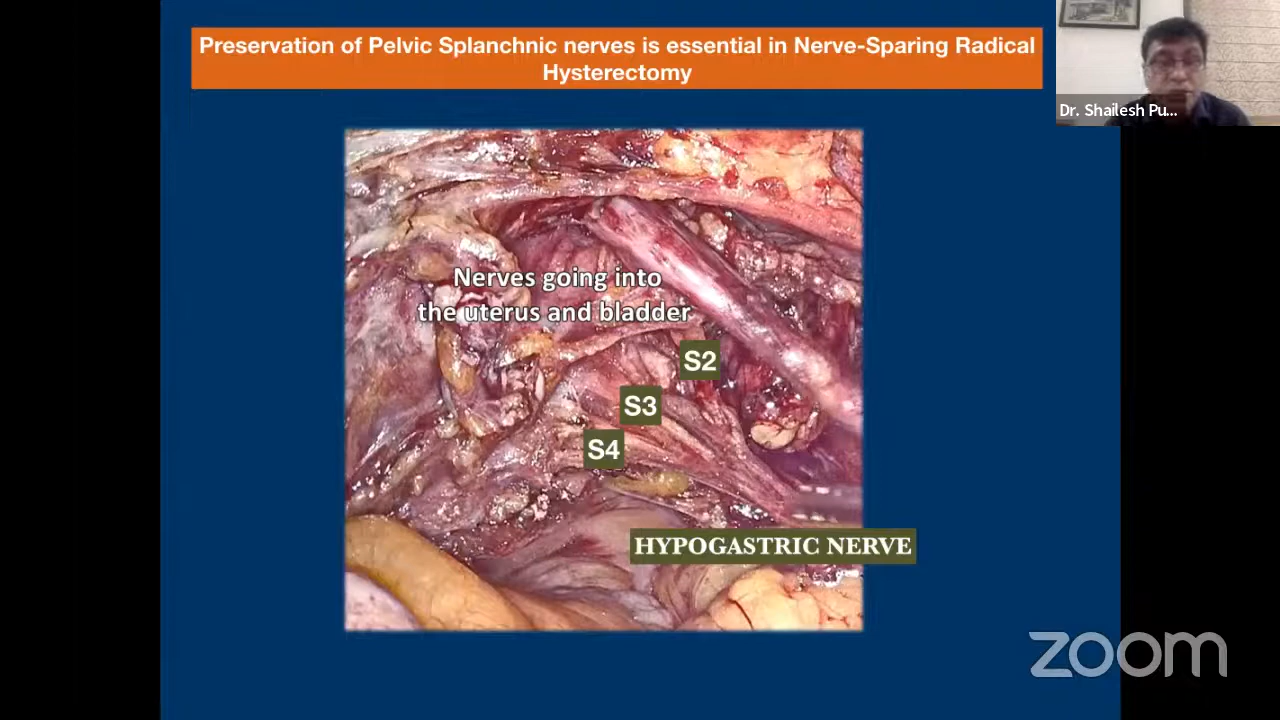 Preservation of Pelvic Splanchnic nerves is essential in Nerve-Sparing Radical
Hysterectomy
Dr. Shailesh Pu...
Nerves going into
the uterus and bladder
S2
S3
S4
HYPOGASTRIC NERVE
zoom